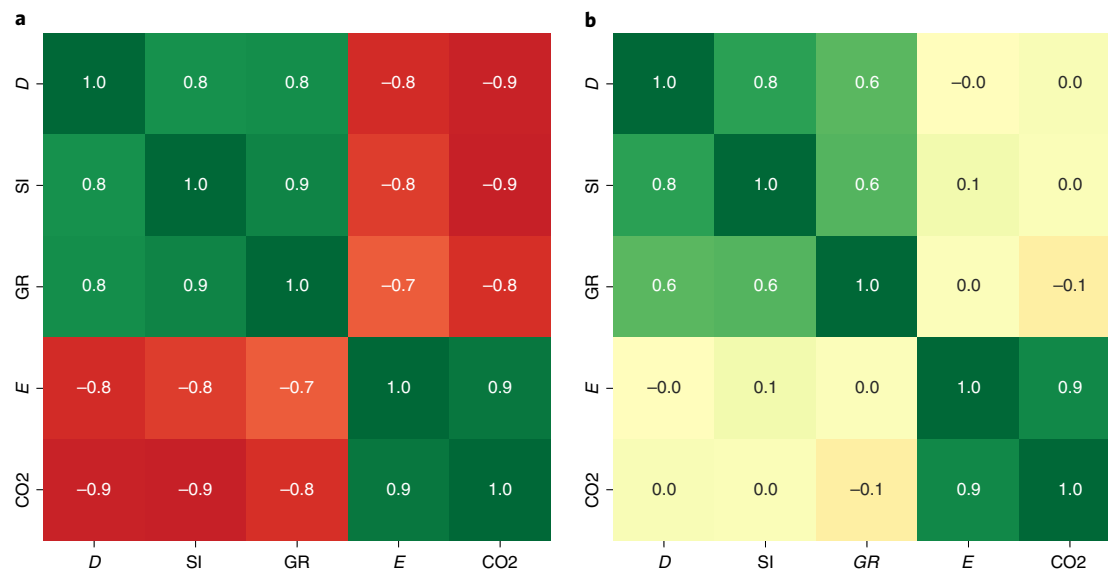 a
D 1.0 0.8 0.8 –0.8 –0.9
SI 0.8 1.0 0.9 –0.8 –0.9
GR 0.8 0.9 1.0 –0.7 –0.8
E –0.8 –0.8 –0.7 1.0 0.9
CO2 –0.9 –0.9 –0.8 0.9 1.0
D SI GR E CO2
b
D 1.0 0.8 0.6 –0.0 0.0
SI 0.8 1.0 0.6 0.1 0.0
GR 0.6 0.6 1.0 0.0 –0.1
E –0.0 0.1 0.0 1.0 0.9
CO2 0.0 0.0 –0.1 0.9 1.0
D SI GR E CO2